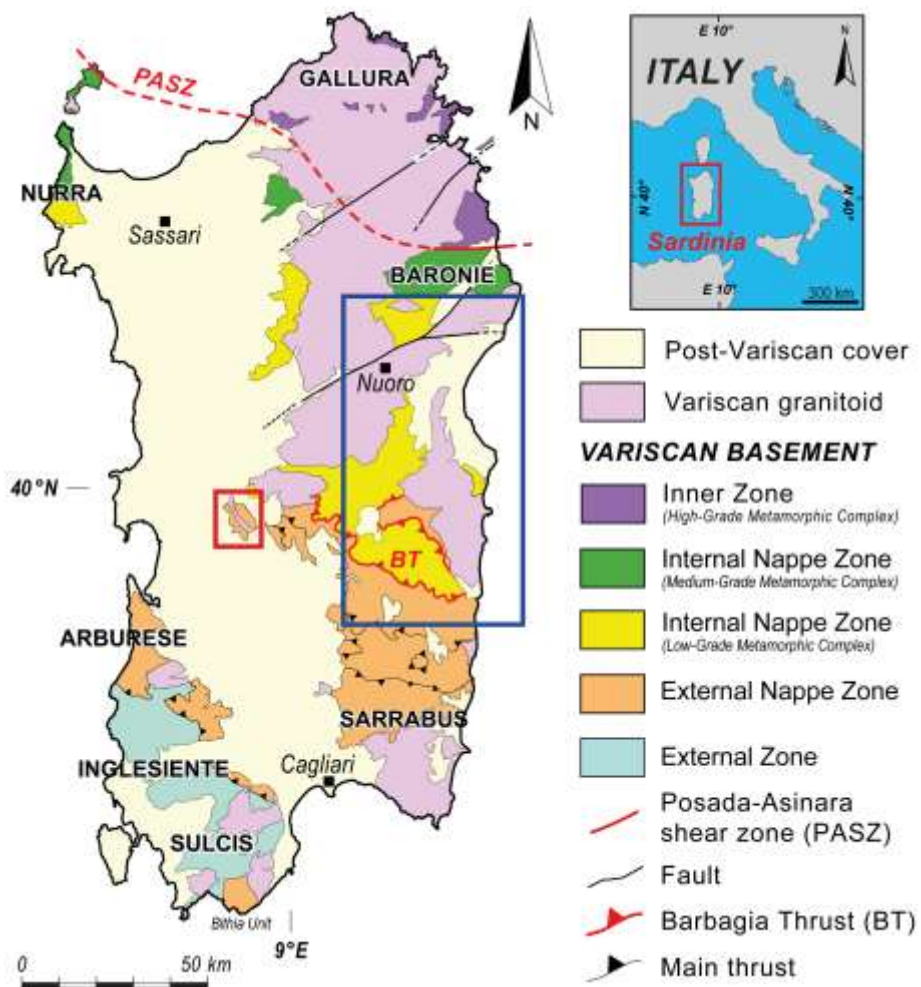 GALLURA
PASZ
N
NURRA
Sassari
BARONIE
Nuoro
40°N
BT
ARBURESE
SARRABUS
INGLESIENTE
Cagliari
SULCIS
Bithia Unit
9°E
0 50 km
E 10°
N
ITALY
N 40°
N 40°
Sardinia
E 10°
300 km
Post-Variscan cover
Variscan granitoid
VARISCAN BASEMENT
Inner Zone
(High-Grade Metamorphic Complex)
Internal Nappe Zone
(Medium-Grade Metamorphic Complex)
Internal Nappe Zone
(Low-Grade Metamorphic Complex)
External Nappe Zone
External Zone
Posada-Asinara
shear zone (PASZ)
Fault
Barbagia Thrust (BT)
Main thrust